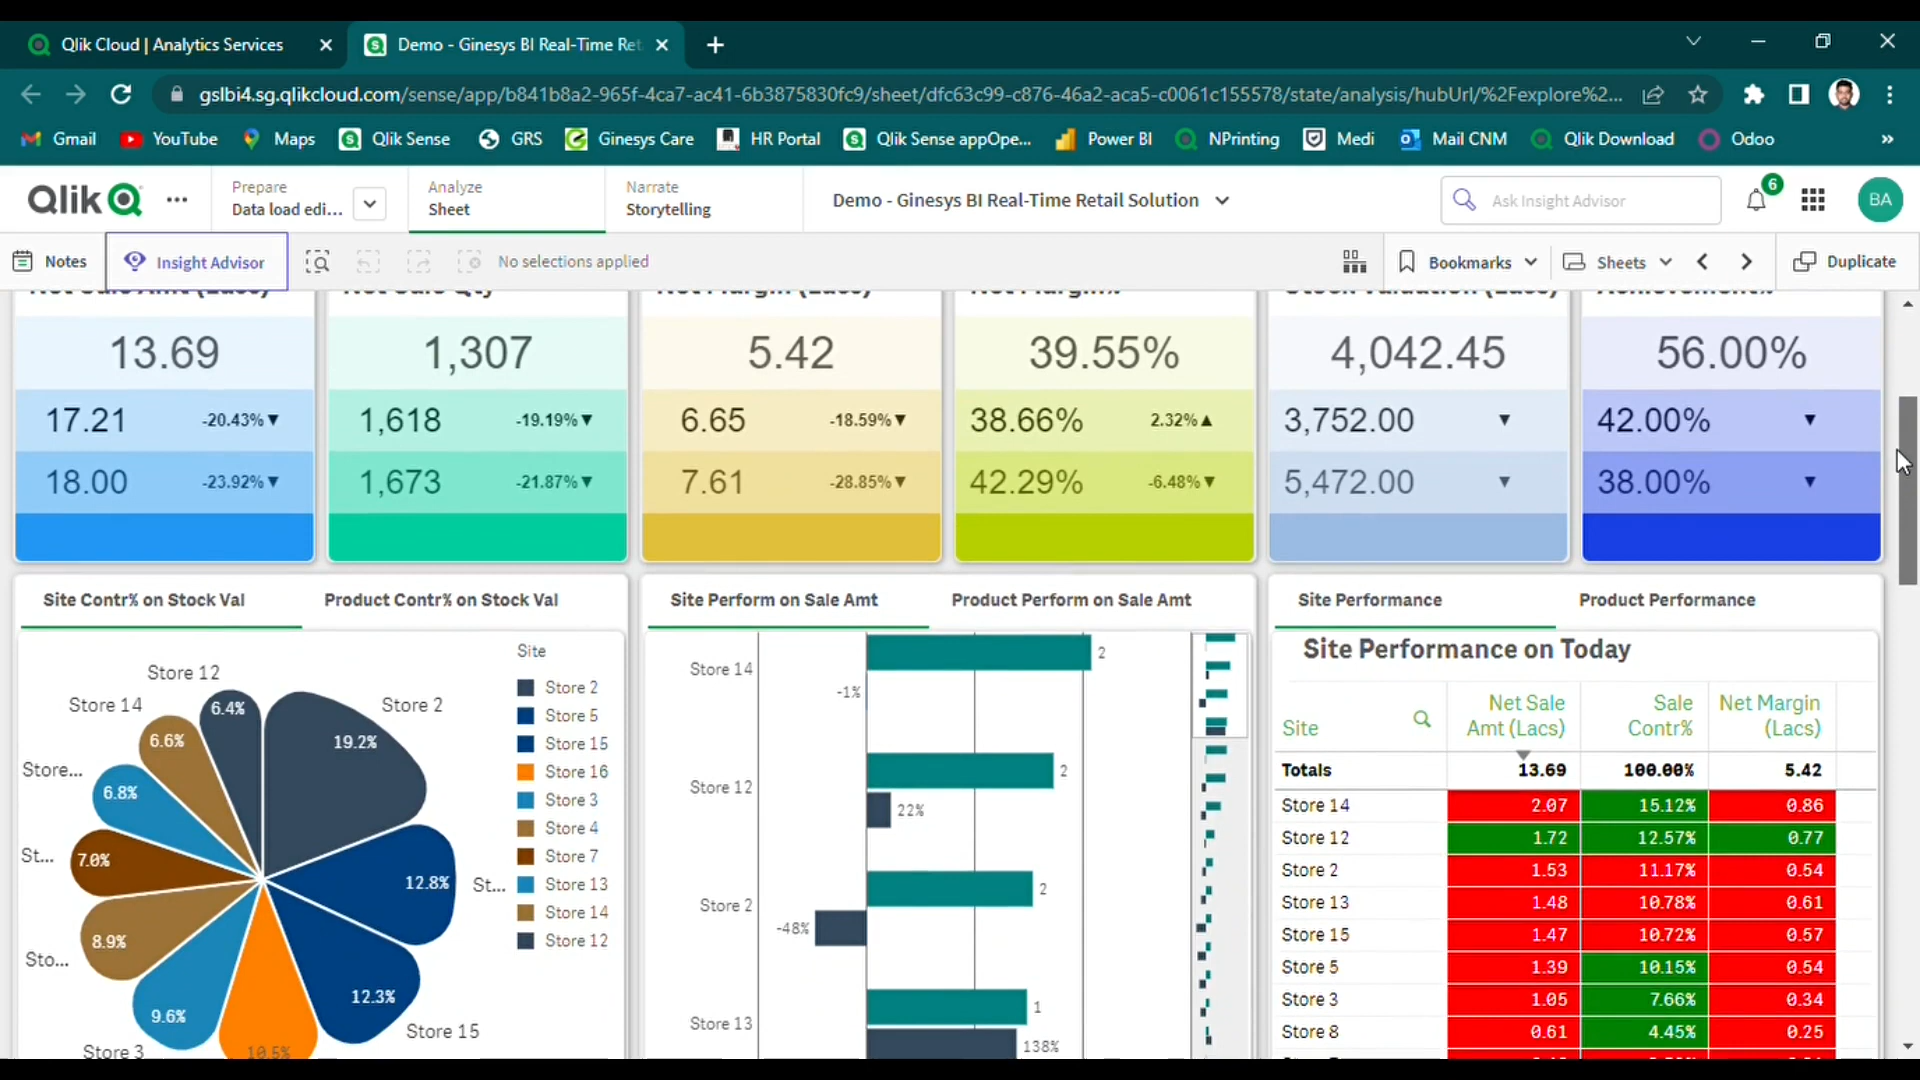 Qlik Cloud | Analytics Services
Demo - Ginesys BI Real-Time Ret
gslbi4.sg.qlikcloud.com/sense/app/b841b8a2-965f-4ca7-ac41-6b3875830fc9/sheet/dfc63c99-c876-46a2-aca5-c0061c155578/state/analysis/hubUrl/%2Fexplore%2...
Gmail YouTube Maps Qlik Sense GRS Ginesys Care HR Portal Qlik Sense appOpe... Power BI NPrinting Medi Mail CNM Qlik Download Odoo »
Qlik
Prepare
Data load edi...
Analyze
Sheet
Narrate
Storytelling
Demo - Ginesys BI Real-Time Retail Solution
Ask Insight Advisor
6
BA
Notes
Insight Advisor
No selections applied
Bookmarks
Sheets
Duplicate
13.69 1,307 5.42 39.55% 4,042.45 56.00%
17.21 -20.43%▼ 1,618 -19.19%▼ 6.65 -18.59%▼ 38.66% 2.32%▲ 3,752.00 ▼ 42.00% ▼
18.00 -23.92%▼ 1,673 -21.87%▼ 7.61 -28.85%▼ 42.29% -6.48%▼ 5,472.00 ▼ 38.00% ▼
Site Contr% on Stock Val
Product Contr% on Stock Val
Store 12
Store 14
Store 2
Store...
St...
Sto...
Store 3
St...
Store 15
6.4%
19.2%
6.6%
6.8%
7.0%
12.8%
8.9%
12.3%
9.6%
10.5%
Site
Store 2
Store 5
Store 15
Store 16
Store 3
Store 4
Store 7
Store 13
Store 14
Store 12
Site Perform on Sale Amt
Product Perform on Sale Amt
Store 14
2
-1%
Store 12
2
22%
Store 2
2
-48%
Store 13
1
138%
Site Performance
Product Performance
Site Performance on Today
Site
Net Sale
Amt (Lacs)
Sale
Contr%
Net Margin
(Lacs)
Totals 13.69 100.00% 5.42
Store 14 2.07 15.12% 0.86
Store 12 1.72 12.57% 0.77
Store 2 1.53 11.17% 0.54
Store 13 1.48 10.78% 0.61
Store 15 1.47 10.72% 0.57
Store 5 1.39 10.15% 0.54
Store 3 1.05 7.66% 0.34
Store 8 0.61 4.45% 0.25